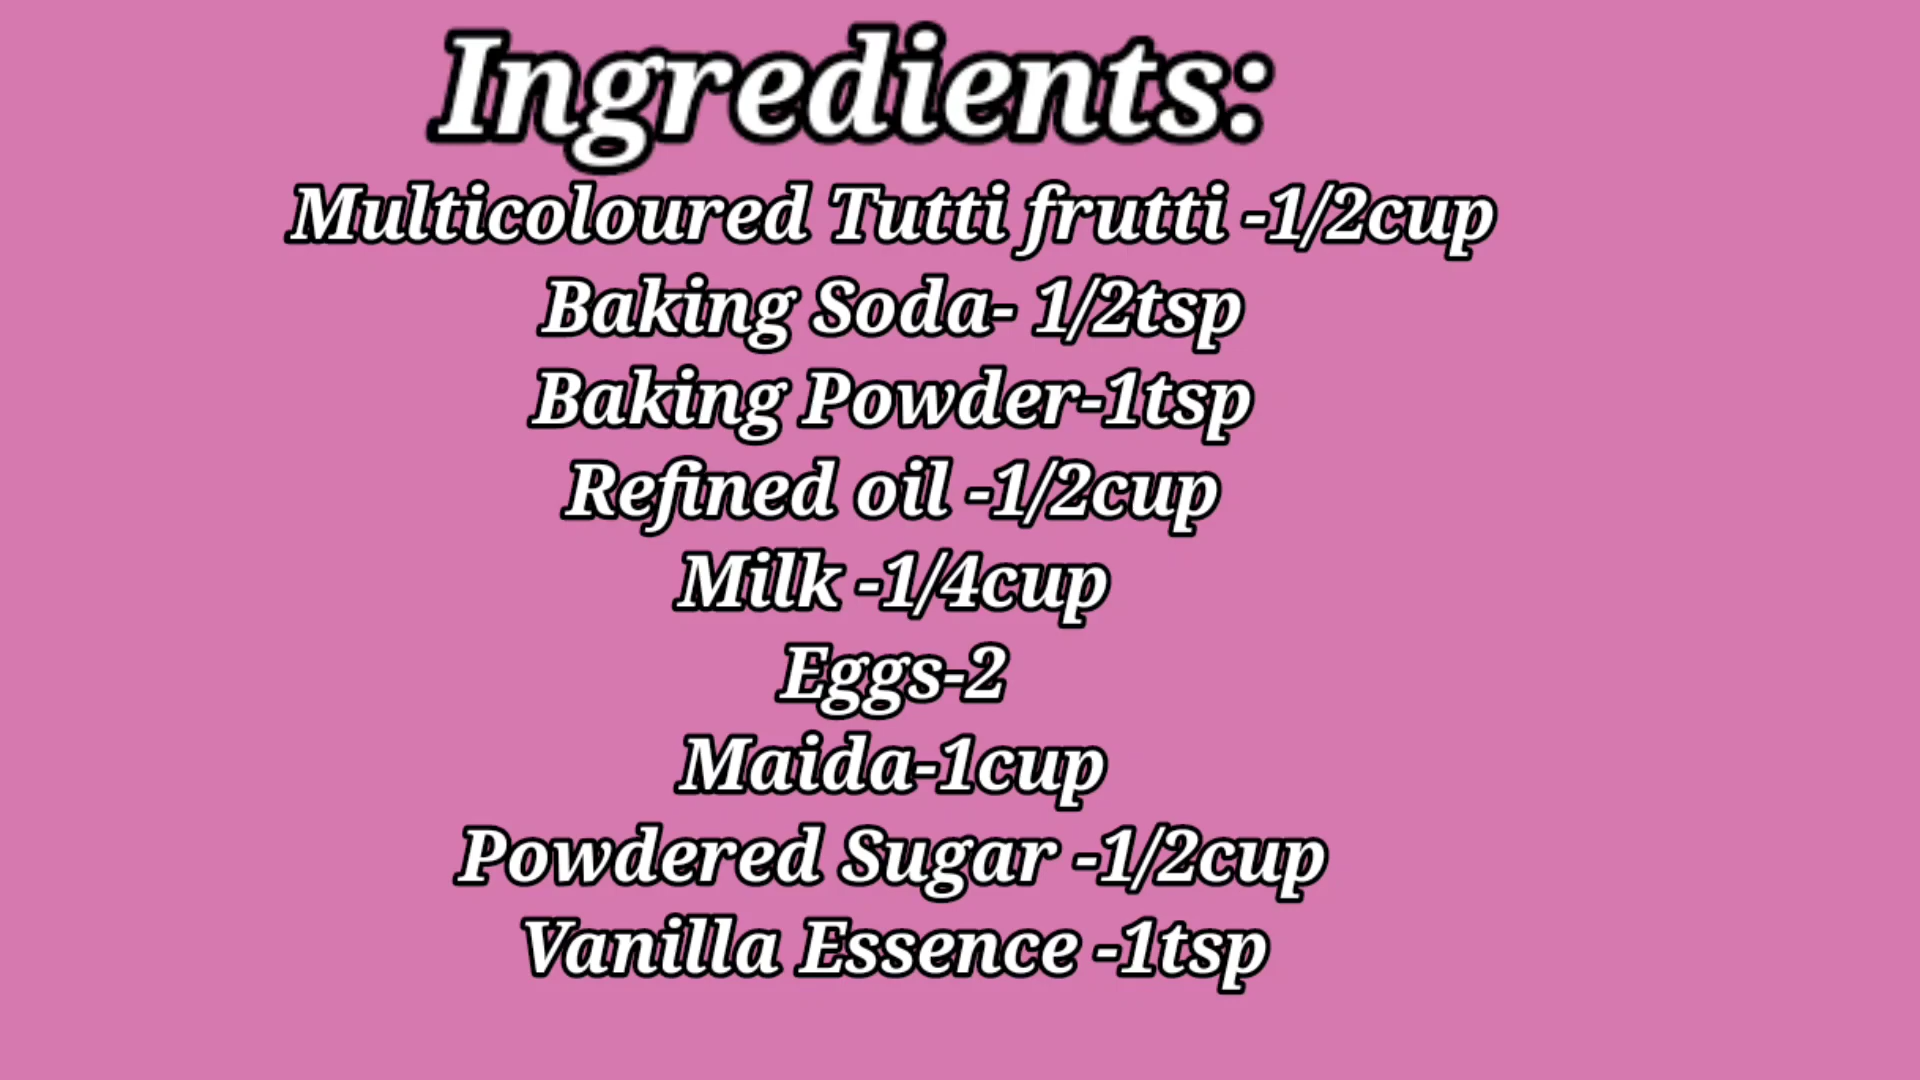 Ingredients:
Multicoloured Tutti frutti -1/2cup
Baking Soda- 1/2tsp
Baking Powder-1tsp
Refined oil -1/2cup
Milk -1/4cup
Eggs-2
Maida-1cup
Powdered Sugar -1/2cup
Vanilla Essence -1tsp